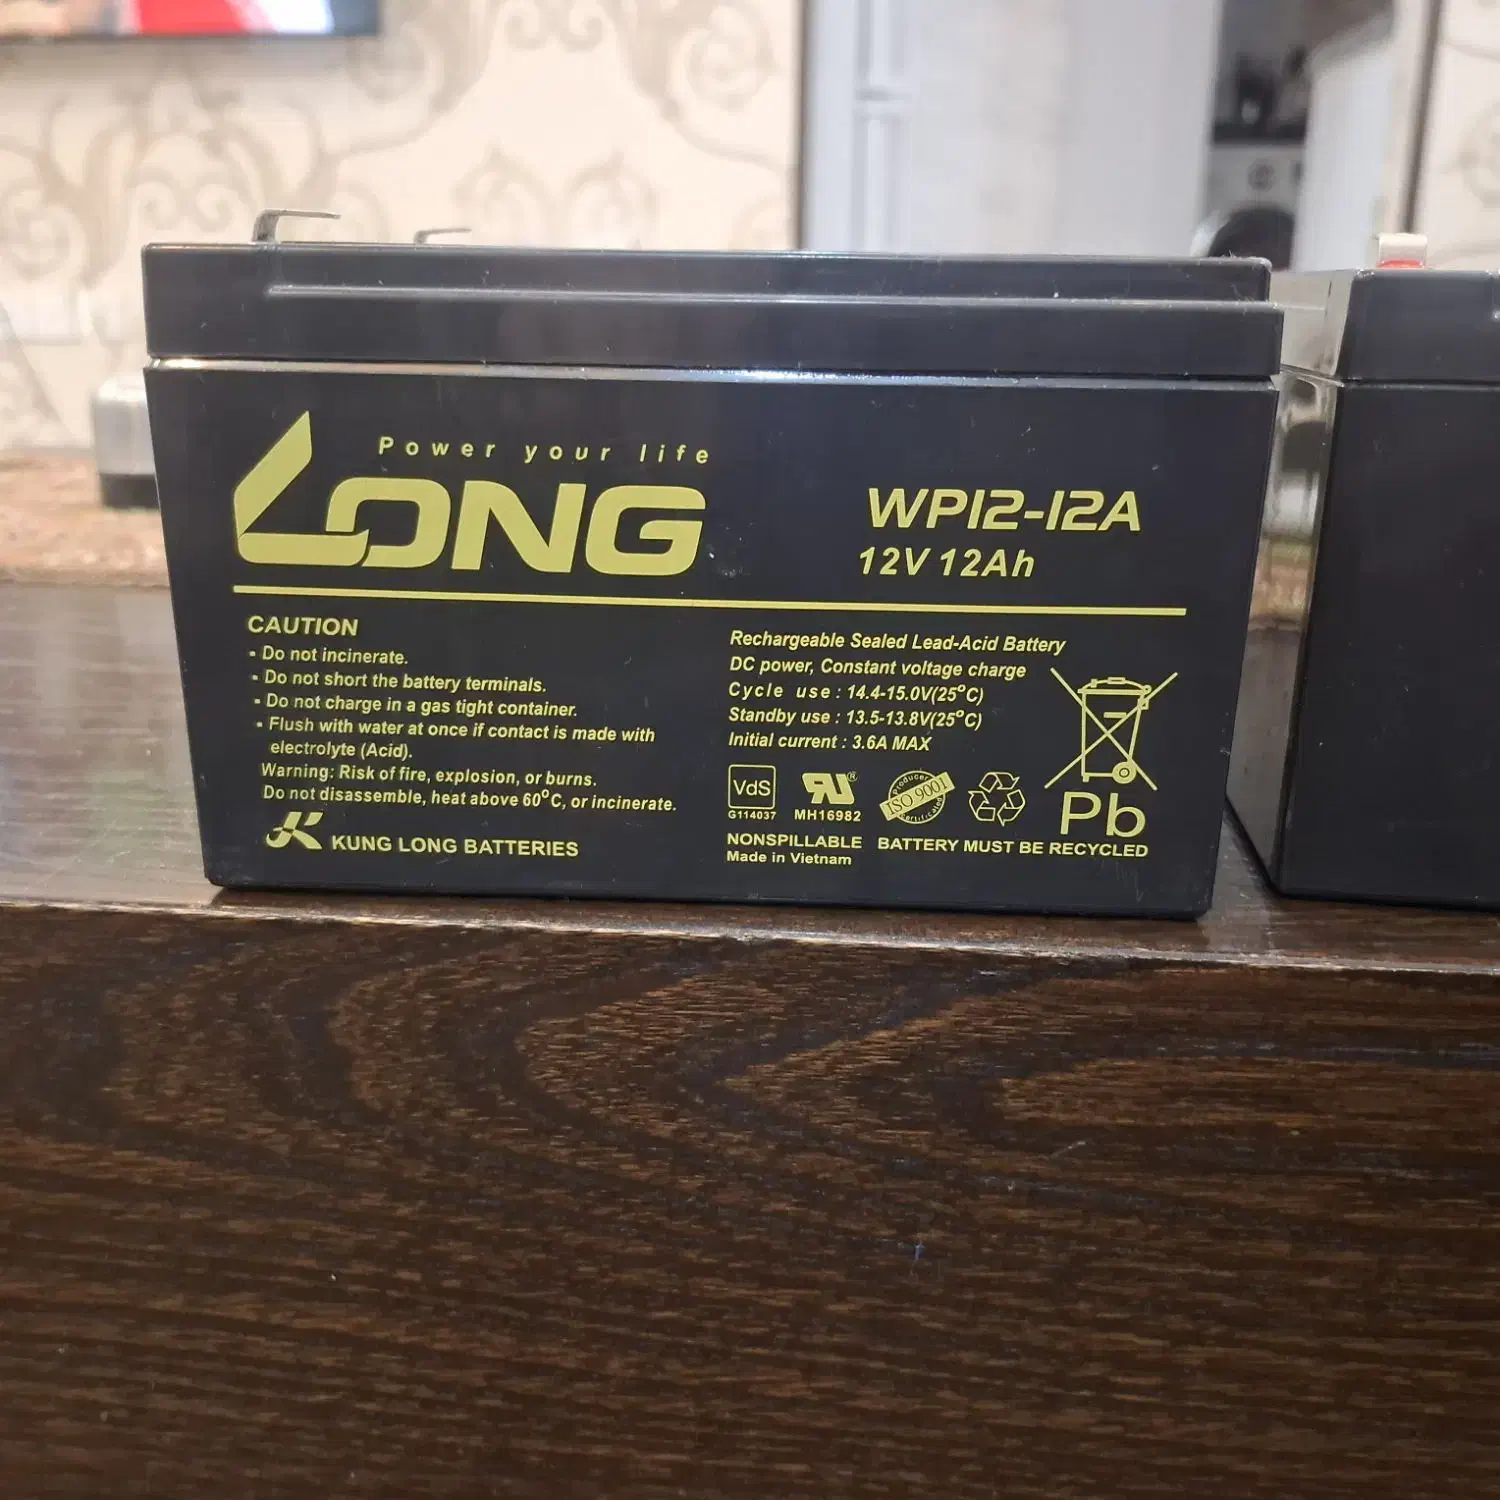 Power your life
LONG
WP12-12A
12V 12Ah
CAUTION
- Do not incinerate.
- Do not short the battery terminals.
- Do not charge in a gas tight container.
- Flush with water at once if contact is made with
electrolyte (Acid).
Warning: Risk of fire, explosion, or burns.
Do not disassemble, heat above 60°C, or incinerate.
KUNG LONG BATTERIES
Rechargeable Sealed Lead-Acid Battery
DC power, Constant voltage charge
Cycle use : 14.4-15.0V(25°C)
Standby use : 13.5-13.8V(25°C)
Initial current : 3.6A MAX
VdS
G114037
RU®
MH16982
Producer
ISO 9001
certificated
Pb
NONSPILLABLE
BATTERY MUST BE RECYCLED
Made in Vietnam